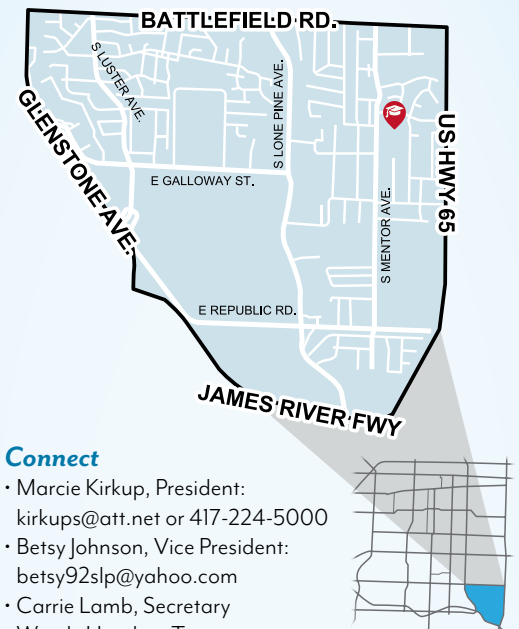 BATTLEFIELD RD.
S LUSTER AVE.
S LONE PINE AVE.
GLENSTONE AVE.
US HWY 65
E GALLOWAY ST.
S MENTOR AVE.
E REPUBLIC RD.
JAMES RIVER FWY
Connect
• Marcie Kirkup, President:
kirkups@att.net or 417-224-5000
• Betsy Johnson, Vice President:
betsy92slp@yahoo.com
• Carrie Lamb, Secretary